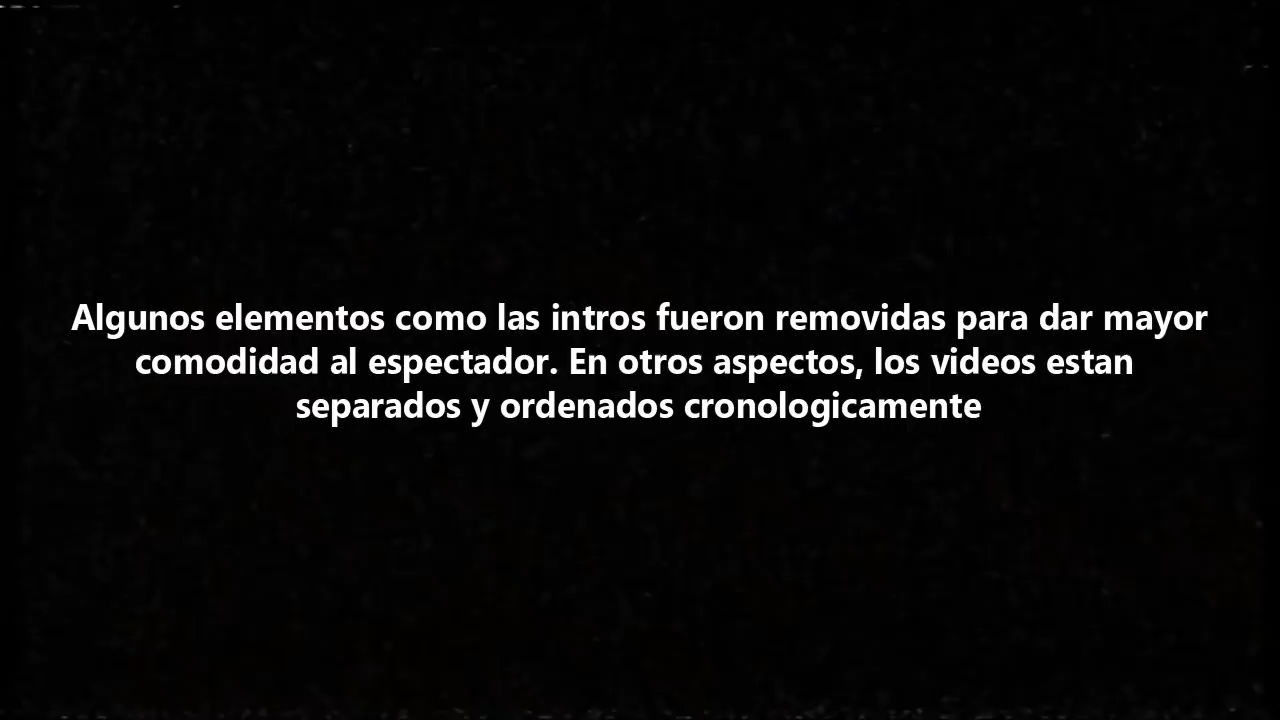 Algunos elementos como las intros fueron removidas para dar mayor
comodidad al espectador. En otros aspectos, los videos estan
separados y ordenados cronologicamente